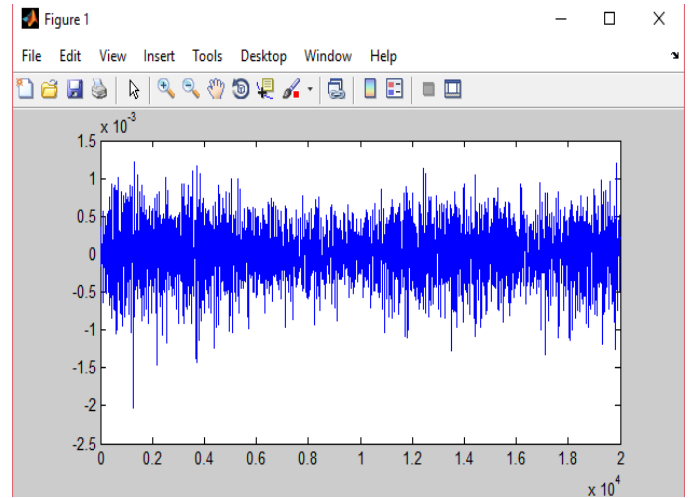 Figure 1
File Edit View Insert Tools Desktop Window Help
x 10^-3
1.5
1
0.5
0
-0.5
-1
-1.5
-2
-2.5
0 0.2 0.4 0.6 0.8 1 1.2 1.4 1.6 1.8 2
x 10^4